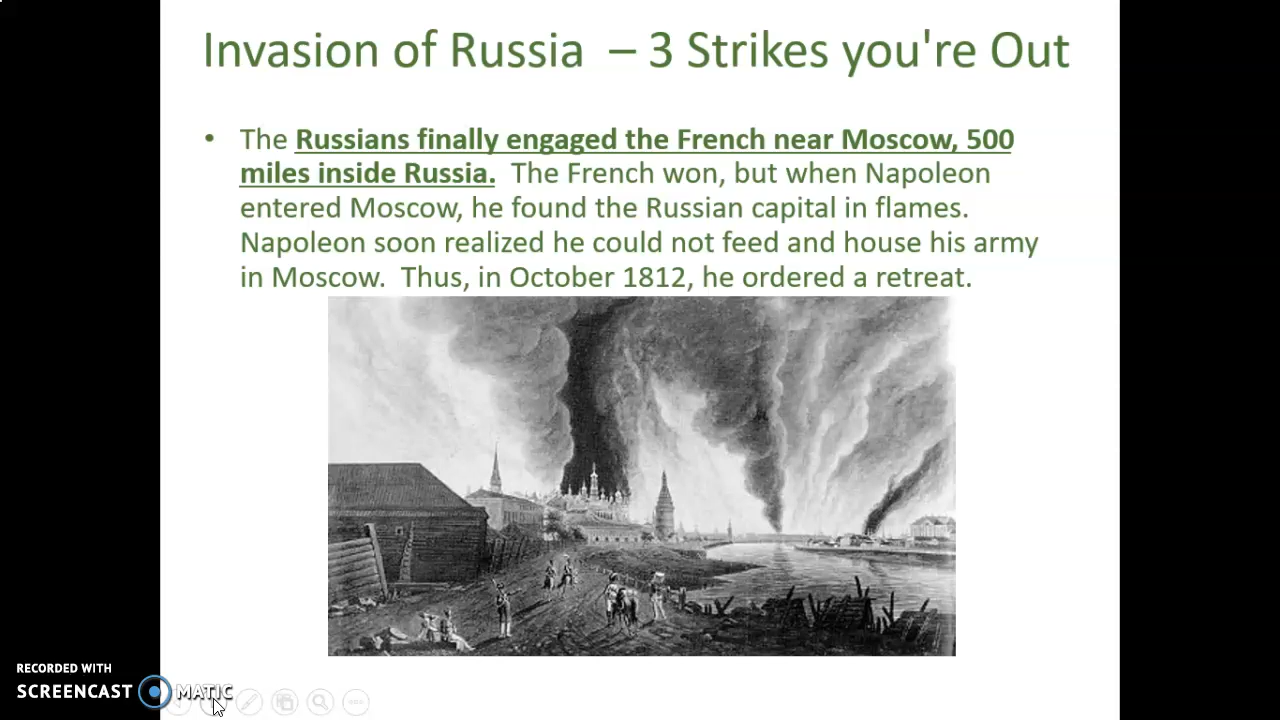 Invasion of Russia – 3 Strikes you're Out
• The Russians finally engaged the French near Moscow, 500
miles inside Russia. The French won, but when Napoleon
entered Moscow, he found the Russian capital in flames.
Napoleon soon realized he could not feed and house his army
in Moscow. Thus, in October 1812, he ordered a retreat.
RECORDED WITH
SCREENCAST MATIC